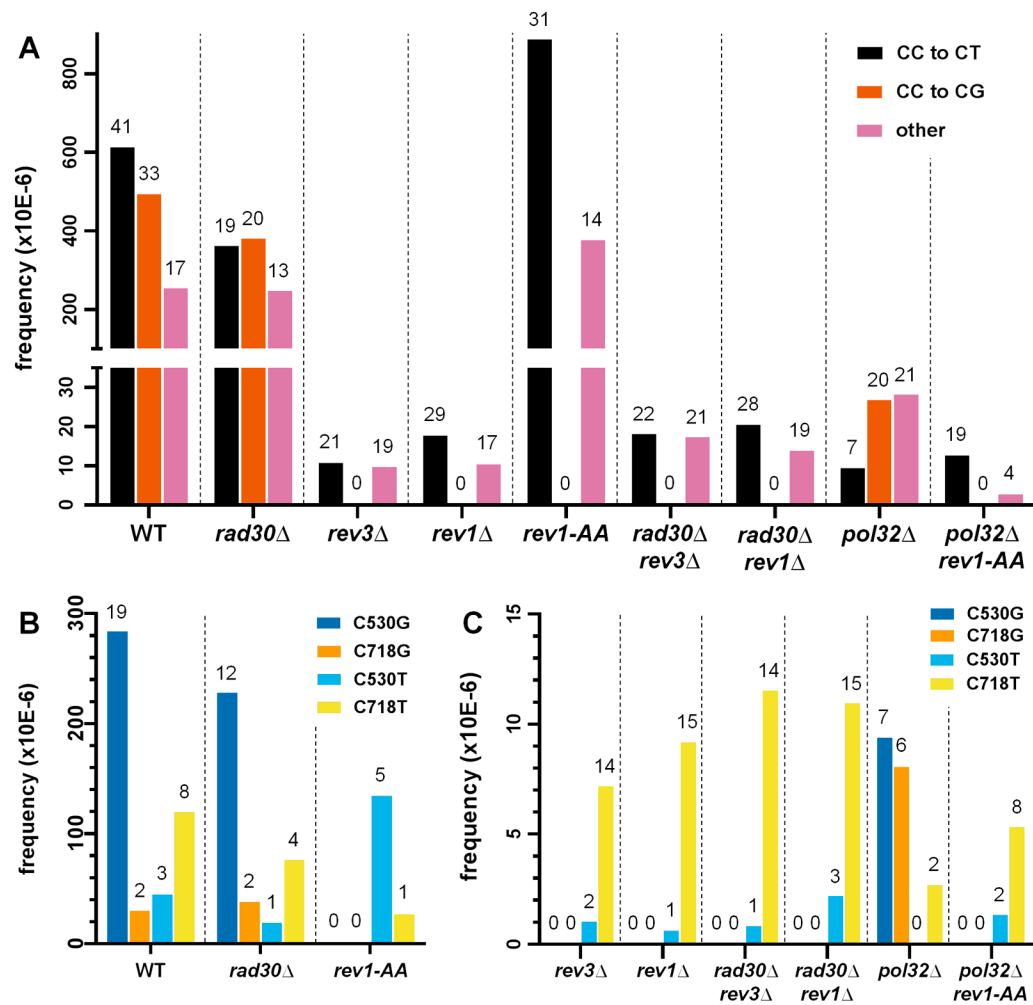 A
frequency (x10E-6)
800
600
400
200
30
20
10
0
CC to CT
CC to CG
other
41
33
17
19
20
13
21
0
19
29
0
17
31
0
14
22
0
21
28
0
19
7
20
21
19
0
4
WT
rad30Δ
rev3Δ
rev1Δ
rev1-AA
rad30Δ rev3Δ
rad30Δ rev1Δ
pol32Δ
pol32Δ rev1-AA
B
frequency (x10E-6)
300
200
100
0
C530G
C718G
C530T
C718T
19
2
3
8
12
2
1
4
0
0
5
1
WT
rad30Δ
rev1-AA
C
frequency (x10E-6)
15
10
5
0
C530G
C718G
C530T
C718T
0
0
2
14
0
0
1
15
0
0
1
14
0
0
3
15
7
6
0
2
0
0
2
8
rev3Δ
rev1Δ
rad30Δ rev3Δ
rad30Δ rev1Δ
pol32Δ
pol32Δ rev1-AA